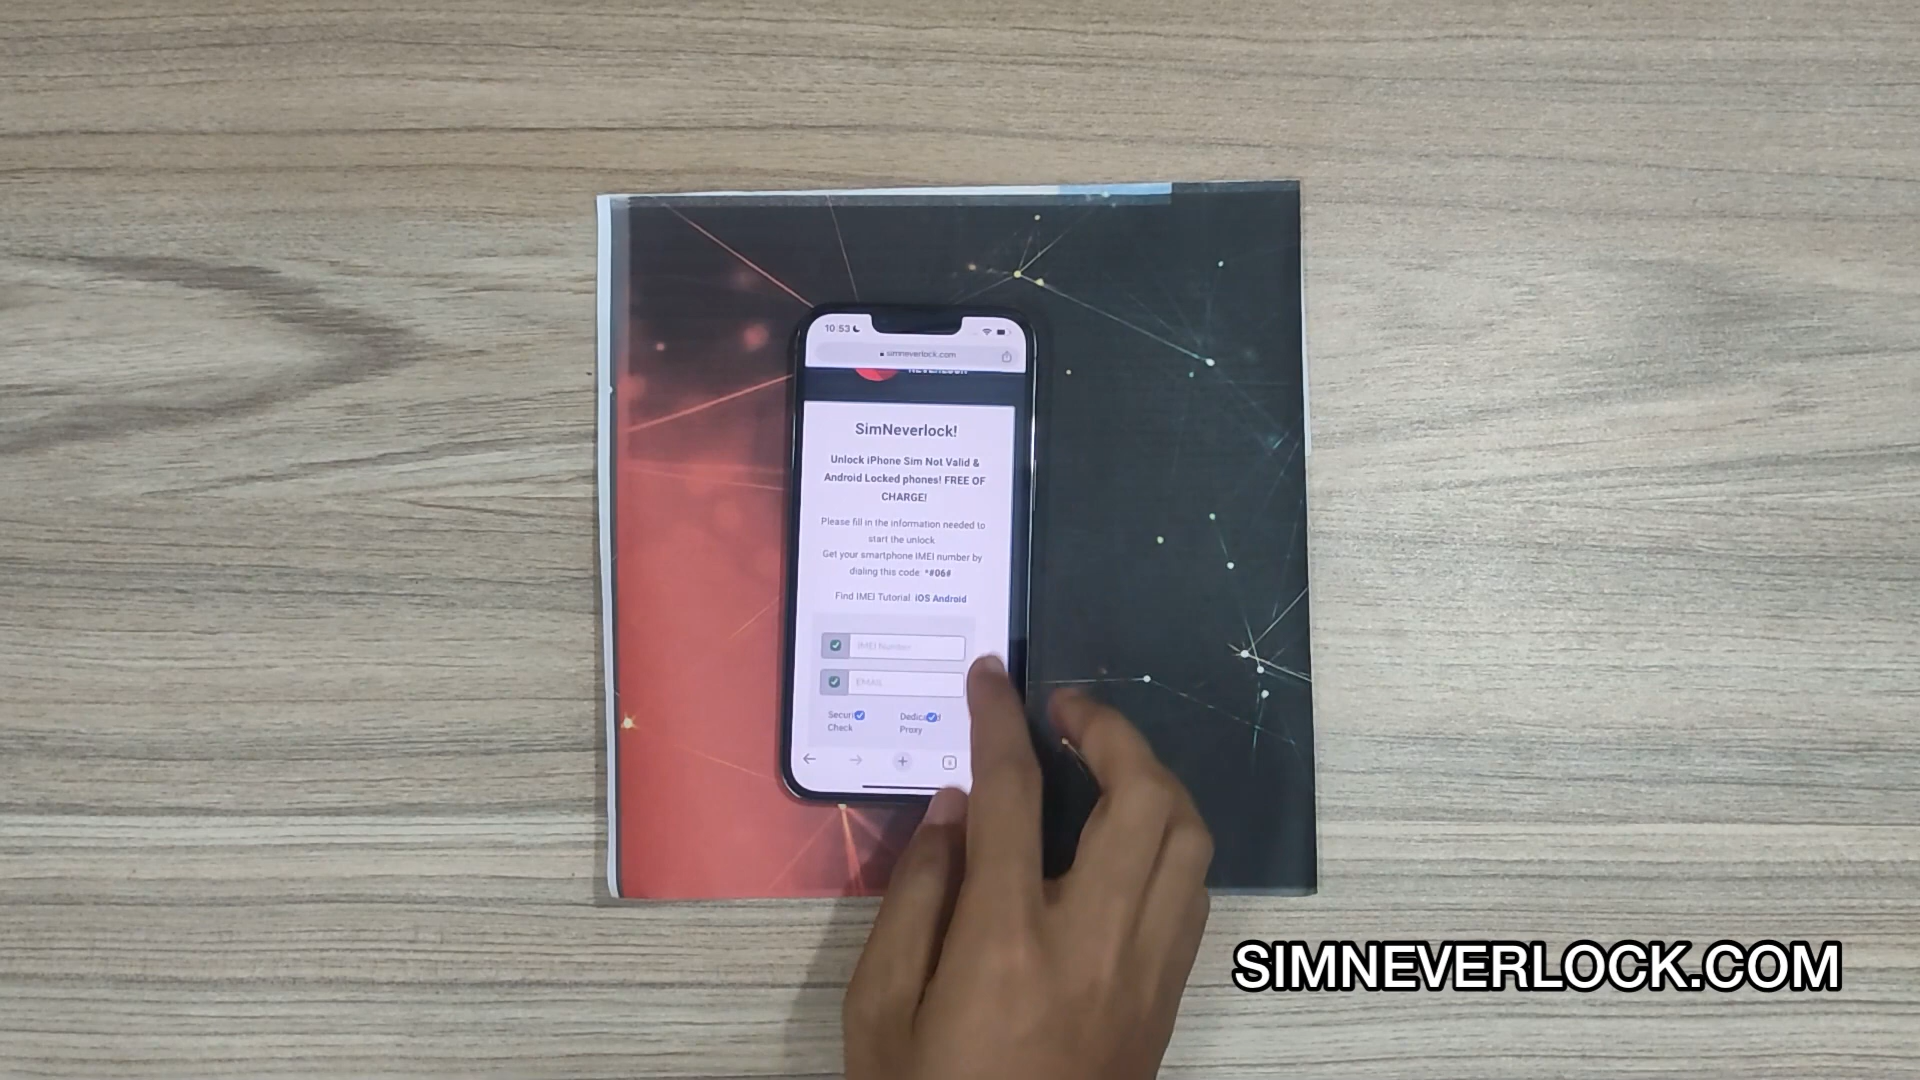 10:53
simneverlock.com
SimNeverlock!
Unlock iPhone Sim Not Valid &
Android Locked phones! FREE OF
CHARGE!
Please fill in the information needed to
start the unlock.
Get your smartphone IMEI number by
dialing this code: *#06#
Find IMEI Tutorial: iOS Android
IMEI Number
EMAIL
Check
Proxy
SIMNEVERLOCK.COM